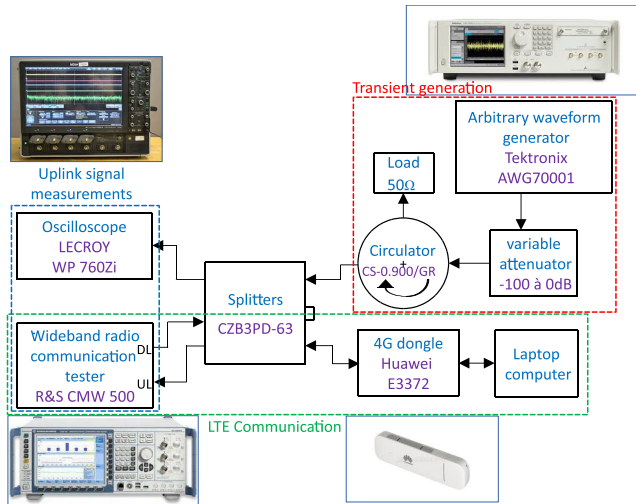 Transient generation
Arbitrary waveform
generator
Tektronix
AWG70001
Load
50Ω
Uplink signal
measurements
Oscilloscope
LECROY
WP 760Zi
Circulator
+
CS-0.900/GR
variable
attenuator
-100 à 0dB
Splitters
CZB3PD-63
Wideband radio
communication
tester
R&S CMW 500
DL
UL
4G dongle
Huawei
E3372
Laptop
computer
LTE Communication